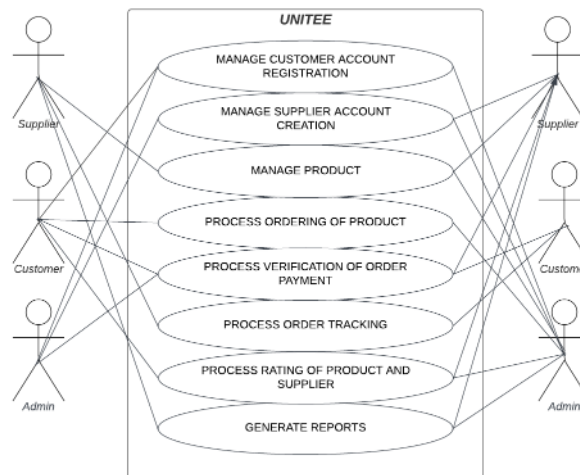 UNITEE
MANAGE CUSTOMER ACCOUNT
REGISTRATION
MANAGE SUPPLIER ACCOUNT
CREATION
MANAGE PRODUCT
PROCESS ORDERING OF PRODUCT
PROCESS VERIFICATION OF ORDER
PAYMENT
PROCESS ORDER TRACKING
PROCESS RATING OF PRODUCT AND
SUPPLIER
GENERATE REPORTS
Supplier
Customer
Admin
Supplier
Customer
Admin